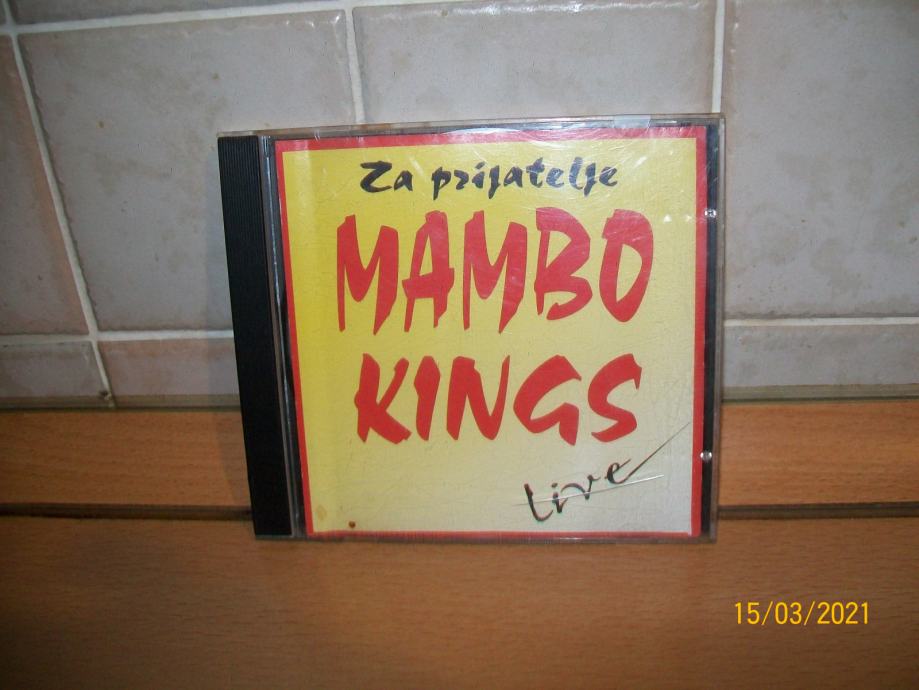 Za prijatelje
MAMBO
KINGS
Live
15/03/2021